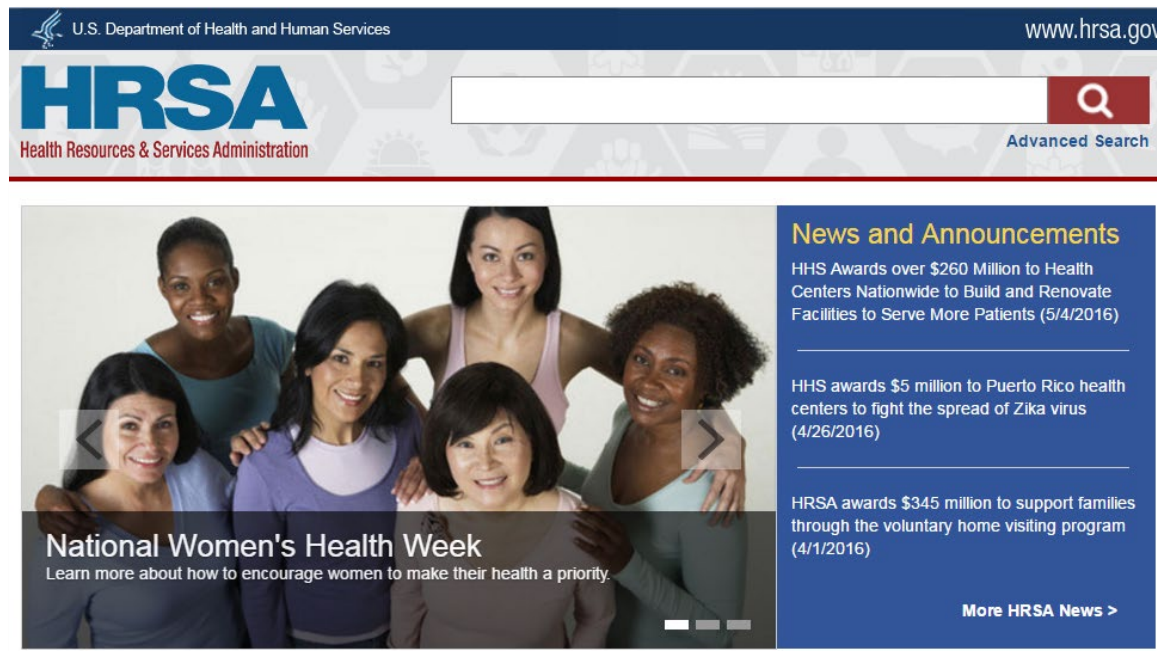 U.S. Department of Health and Human Services
www.hrsa.gov
HRSA
Health Resources & Services Administration
Advanced Search
National Women's Health Week
Learn more about how to encourage women to make their health a priority.
News and Announcements
HHS Awards over $260 Million to Health
Centers Nationwide to Build and Renovate
Facilities to Serve More Patients (5/4/2016)
HHS awards $5 million to Puerto Rico health
centers to fight the spread of Zika virus
(4/26/2016)
HRSA awards $345 million to support families
through the voluntary home visiting program
(4/1/2016)
More HRSA News >